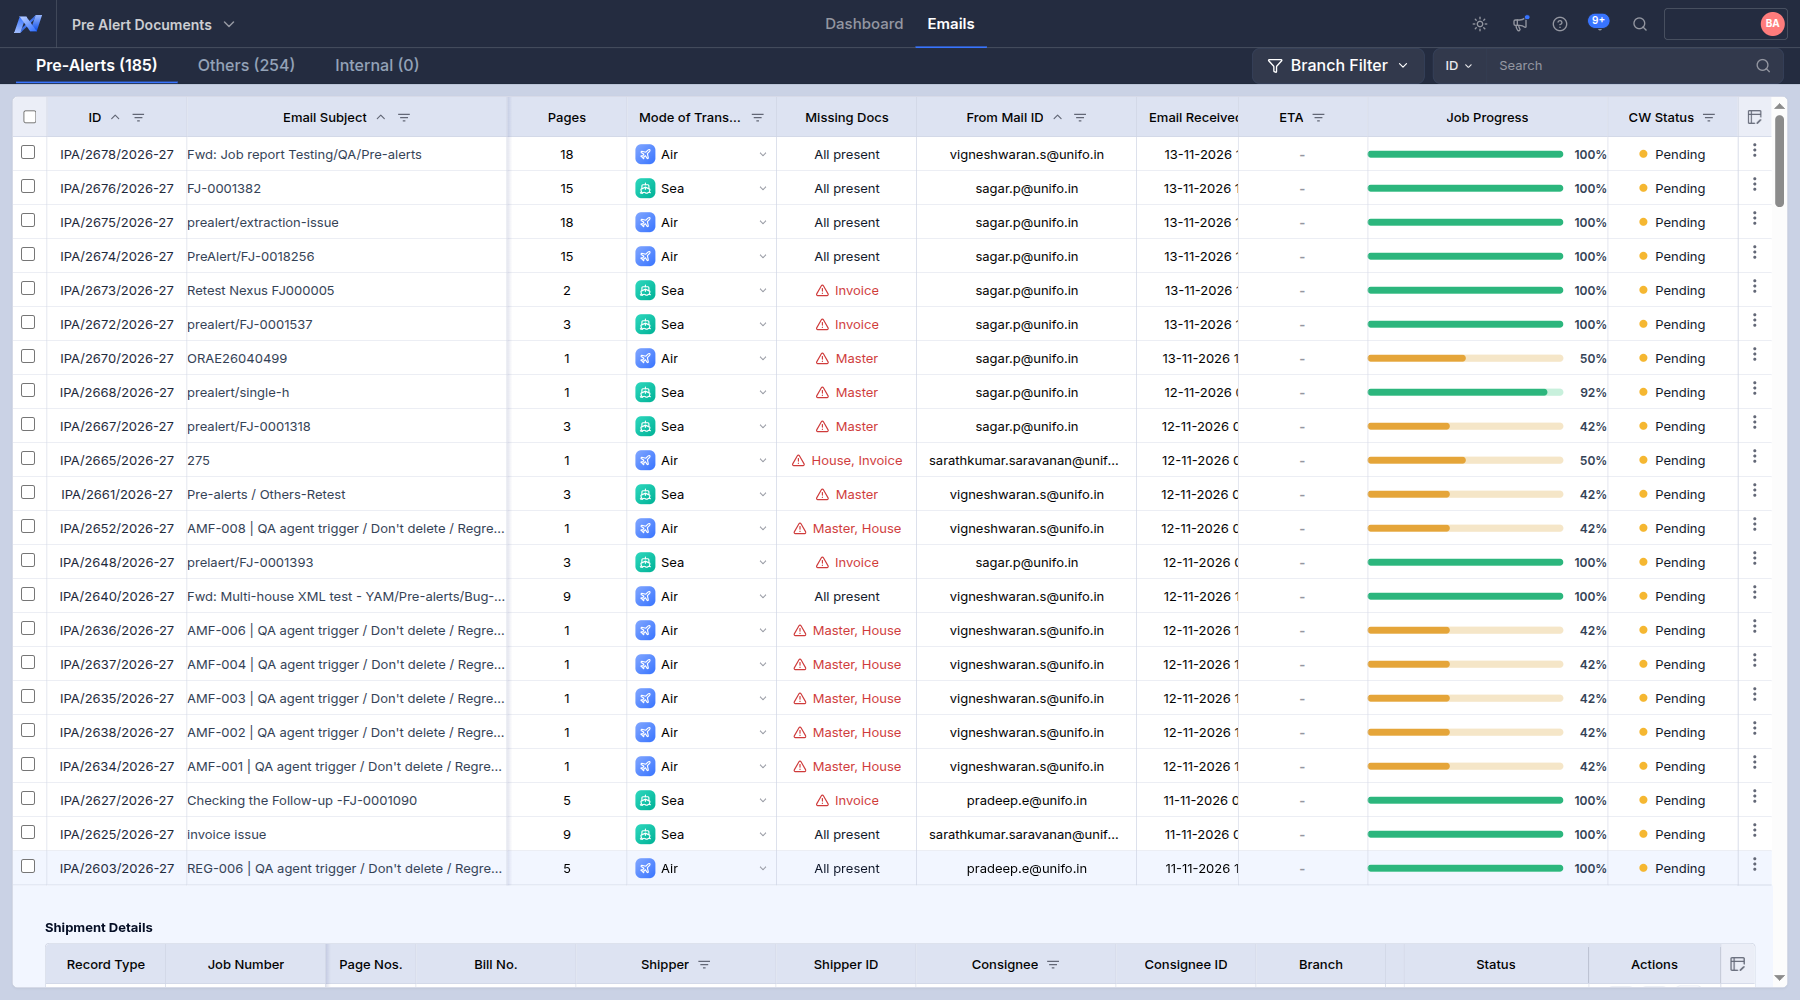 Pre Alert Documents
Dashboard Emails
9+
BA
Pre-Alerts (185) Others (254) Internal (0)
Branch Filter
ID Search
ID Email Subject Pages Mode of Trans... Missing Docs From Mail ID Email Received ETA Job Progress CW Status
IPA/2678/2026-27 Fwd: Job report Testing/QA/Pre-alerts 18 Air All present vigneshwaran.s@unifo.in 13-11-2026 1 - 100% Pending
IPA/2676/2026-27 FJ-0001382 15 Sea All present sagar.p@unifo.in 13-11-2026 1 - 100% Pending
IPA/2675/2026-27 prealert/extraction-issue 18 Air All present sagar.p@unifo.in 13-11-2026 1 - 100% Pending
IPA/2674/2026-27 PreAlert/FJ-0018256 15 Air All present sagar.p@unifo.in 13-11-2026 1 - 100% Pending
IPA/2673/2026-27 Retest Nexus FJ000005 2 Sea Invoice sagar.p@unifo.in 13-11-2026 1 - 100% Pending
IPA/2672/2026-27 prealert/FJ-0001537 3 Sea Invoice sagar.p@unifo.in 13-11-2026 1 - 100% Pending
IPA/2670/2026-27 ORAE26040499 1 Air Master sagar.p@unifo.in 13-11-2026 1 - 50% Pending
IPA/2668/2026-27 prealert/single-h 1 Sea Master sagar.p@unifo.in 12-11-2026 0 - 92% Pending
IPA/2667/2026-27 prealert/FJ-0001318 3 Sea Master sagar.p@unifo.in 12-11-2026 0 - 42% Pending
IPA/2665/2026-27 275 1 Air House, Invoice sarathkumar.saravanan@unif... 12-11-2026 0 - 50% Pending
IPA/2661/2026-27 Pre-alerts / Others-Retest 3 Sea Master vigneshwaran.s@unifo.in 12-11-2026 0 - 42% Pending
IPA/2652/2026-27 AMF-008 | QA agent trigger / Don't delete / Regre... 1 Air Master, House vigneshwaran.s@unifo.in 12-11-2026 0 - 42% Pending
IPA/2648/2026-27 prelaert/FJ-0001393 3 Sea Invoice sagar.p@unifo.in 12-11-2026 0 - 100% Pending
IPA/2640/2026-27 Fwd: Multi-house XML test - YAM/Pre-alerts/Bug-... 9 Air All present vigneshwaran.s@unifo.in 12-11-2026 1 - 100% Pending
IPA/2636/2026-27 AMF-006 | QA agent trigger / Don't delete / Regre... 1 Air Master, House vigneshwaran.s@unifo.in 12-11-2026 1 - 42% Pending
IPA/2637/2026-27 AMF-004 | QA agent trigger / Don't delete / Regre... 1 Air Master, House vigneshwaran.s@unifo.in 12-11-2026 1 - 42% Pending
IPA/2635/2026-27 AMF-003 | QA agent trigger / Don't delete / Regre... 1 Air Master, House vigneshwaran.s@unifo.in 12-11-2026 1 - 42% Pending
IPA/2638/2026-27 AMF-002 | QA agent trigger / Don't delete / Regre... 1 Air Master, House vigneshwaran.s@unifo.in 12-11-2026 1 - 42% Pending
IPA/2634/2026-27 AMF-001 | QA agent trigger / Don't delete / Regre... 1 Air Master, House vigneshwaran.s@unifo.in 12-11-2026 1 - 42% Pending
IPA/2627/2026-27 Checking the Follow-up -FJ-0001090 5 Sea Invoice pradeep.e@unifo.in 11-11-2026 0 - 100% Pending
IPA/2625/2026-27 invoice issue 9 Sea All present sarathkumar.saravanan@unif... 11-11-2026 0 - 100% Pending
IPA/2603/2026-27 REG-006 | QA agent trigger / Don't delete / Regre... 5 Air All present pradeep.e@unifo.in 11-11-2026 1 - 100% Pending
Shipment Details
Record Type Job Number Page Nos. Bill No. Shipper Shipper ID Consignee Consignee ID Branch Status Actions